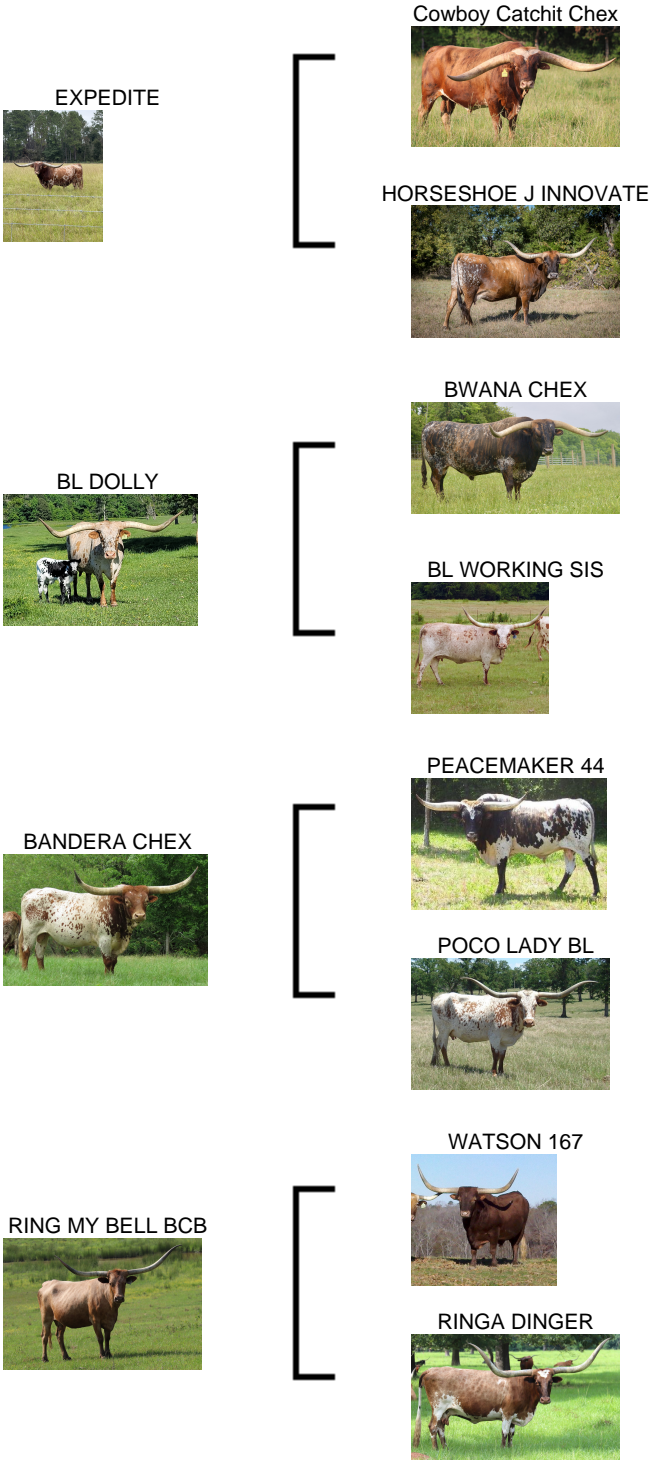 Cowboy Catchit Chex
EXPEDITE
HORSESHOE J INNOVATE
BWANA CHEX
BL DOLLY
BL WORKING SIS
PEACEMAKER 44
BANDERA CHEX
POCO LADY BL
WATSON 167
RING MY BELL BCB
RINGA DINGER